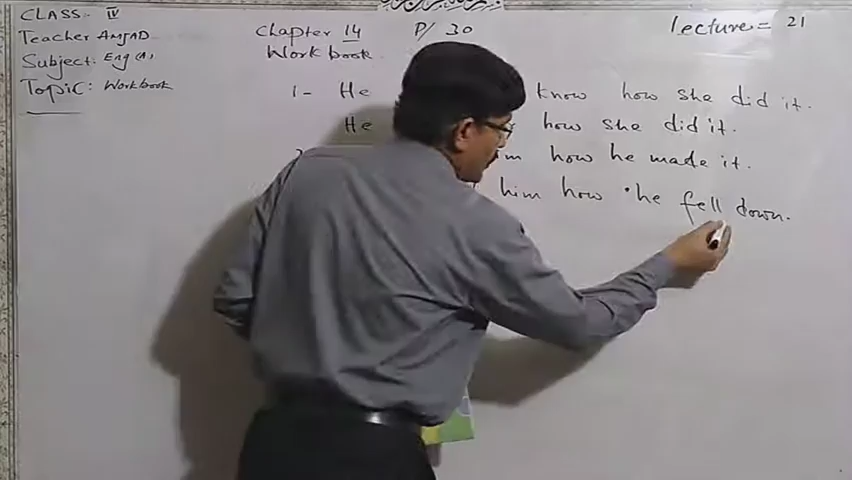 CLASS: IV
Teacher AMJAD
Subject: Eng (A)
Topic: Workbook
Chapter 14 P/30
Workbook.
Lecture = 21
1- He know how she did it.
He how she did it.
how he made it.
him how he fell down.